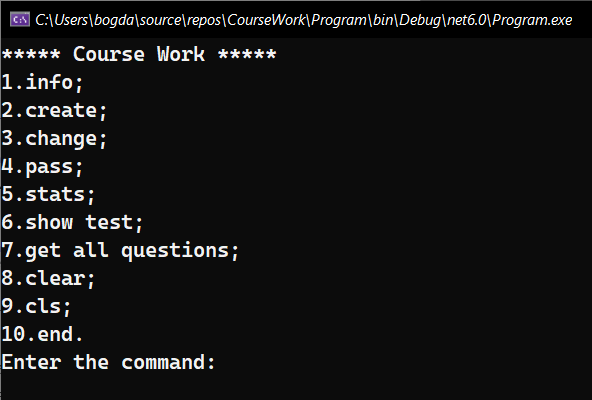 C:\Users\bogda\source\repos\CourseWork\Program\bin\Debug\net6.0\Program.exe
***** Course Work *****
1.info;
2.create;
3.change;
4.pass;
5.stats;
6.show test;
7.get all questions;
8.clear;
9.cls;
10.end.
Enter the command: